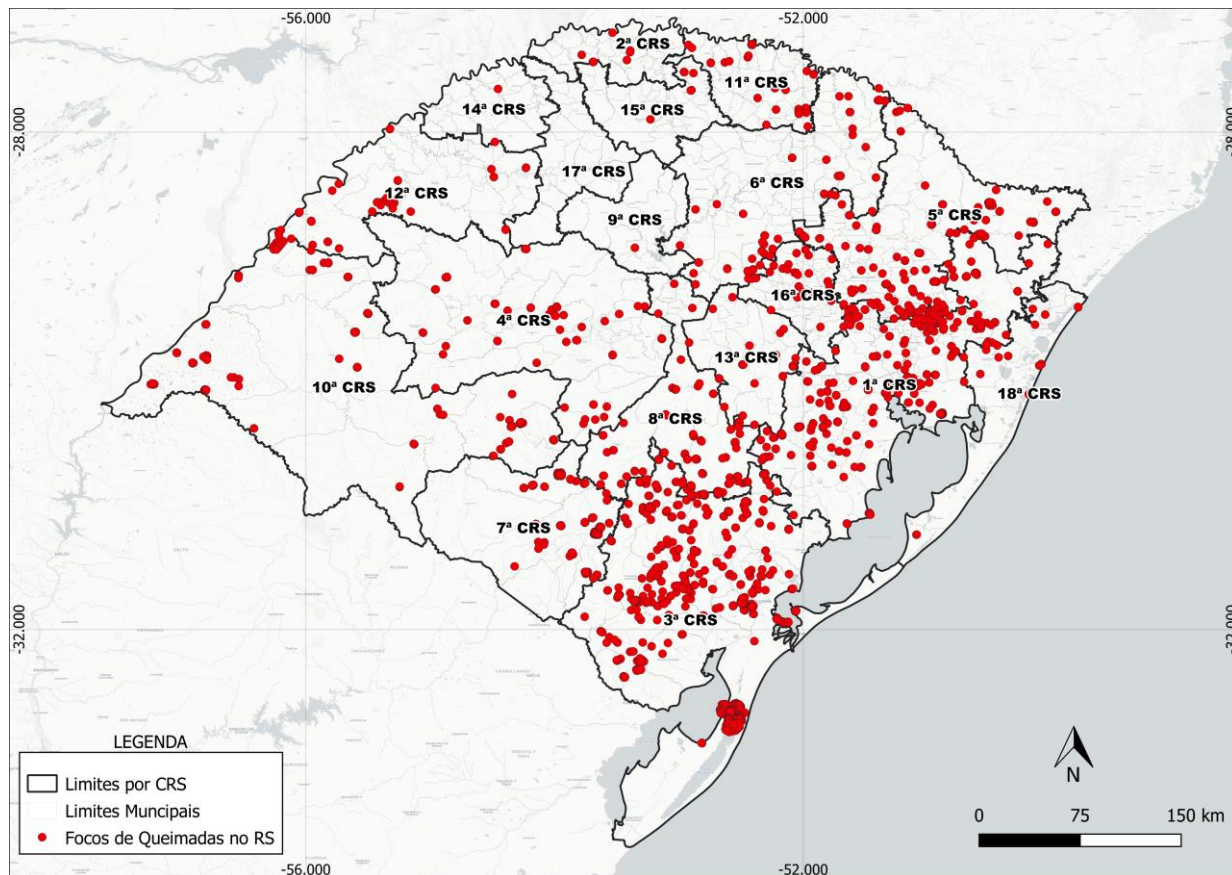 -56.000
-52.000
2ª CRS
11ª CRS
14ª CRS
15ª CRS
-28.000
-28.000
17ª CRS
6ª CRS
12ª CRS
9ª CRS
5ª CRS
16ª CRS
4ª CRS
13ª CRS
10ª CRS
1ª CRS
18ª CRS
8ª CRS
7ª CRS
3ª CRS
-32.000
-32.000
LEGENDA
Limites por CRS
Limites Muncipais
Focos de Queimadas no RS
N
0 75 150 km
-56.000
-52.000